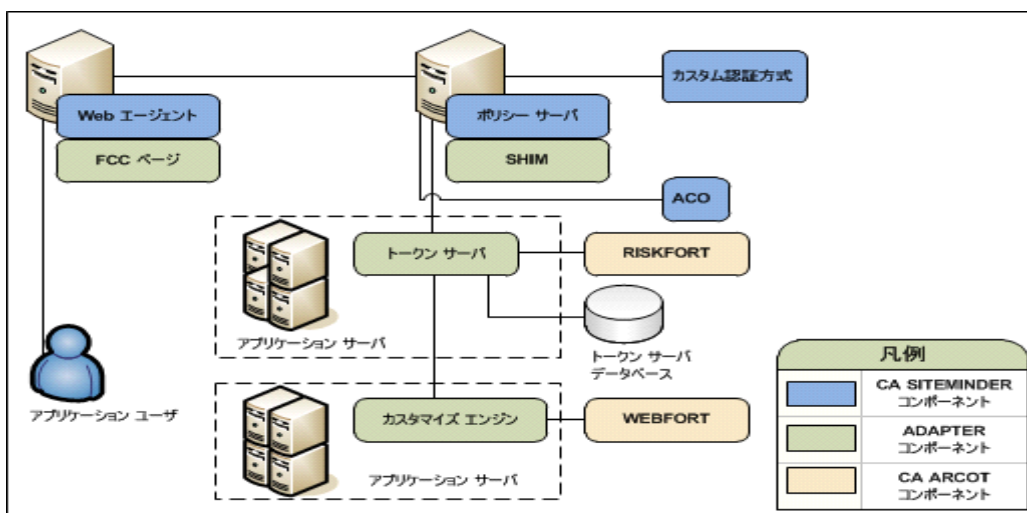 Web エージェント
FCC ページ
ポリシー サーバ
SHIM
カスタム認証方式
ACO
トークン サーバ
RISKFORT
アプリケーション サーバ
トークン サーバ
データベース
アプリケーション ユーザ
カスタマイズ エンジン
WEBFORT
アプリケーション サーバ
凡例
CA SITEMINDER
コンポーネント
ADAPTER
コンポーネント
CA ARCOT
コンポーネント